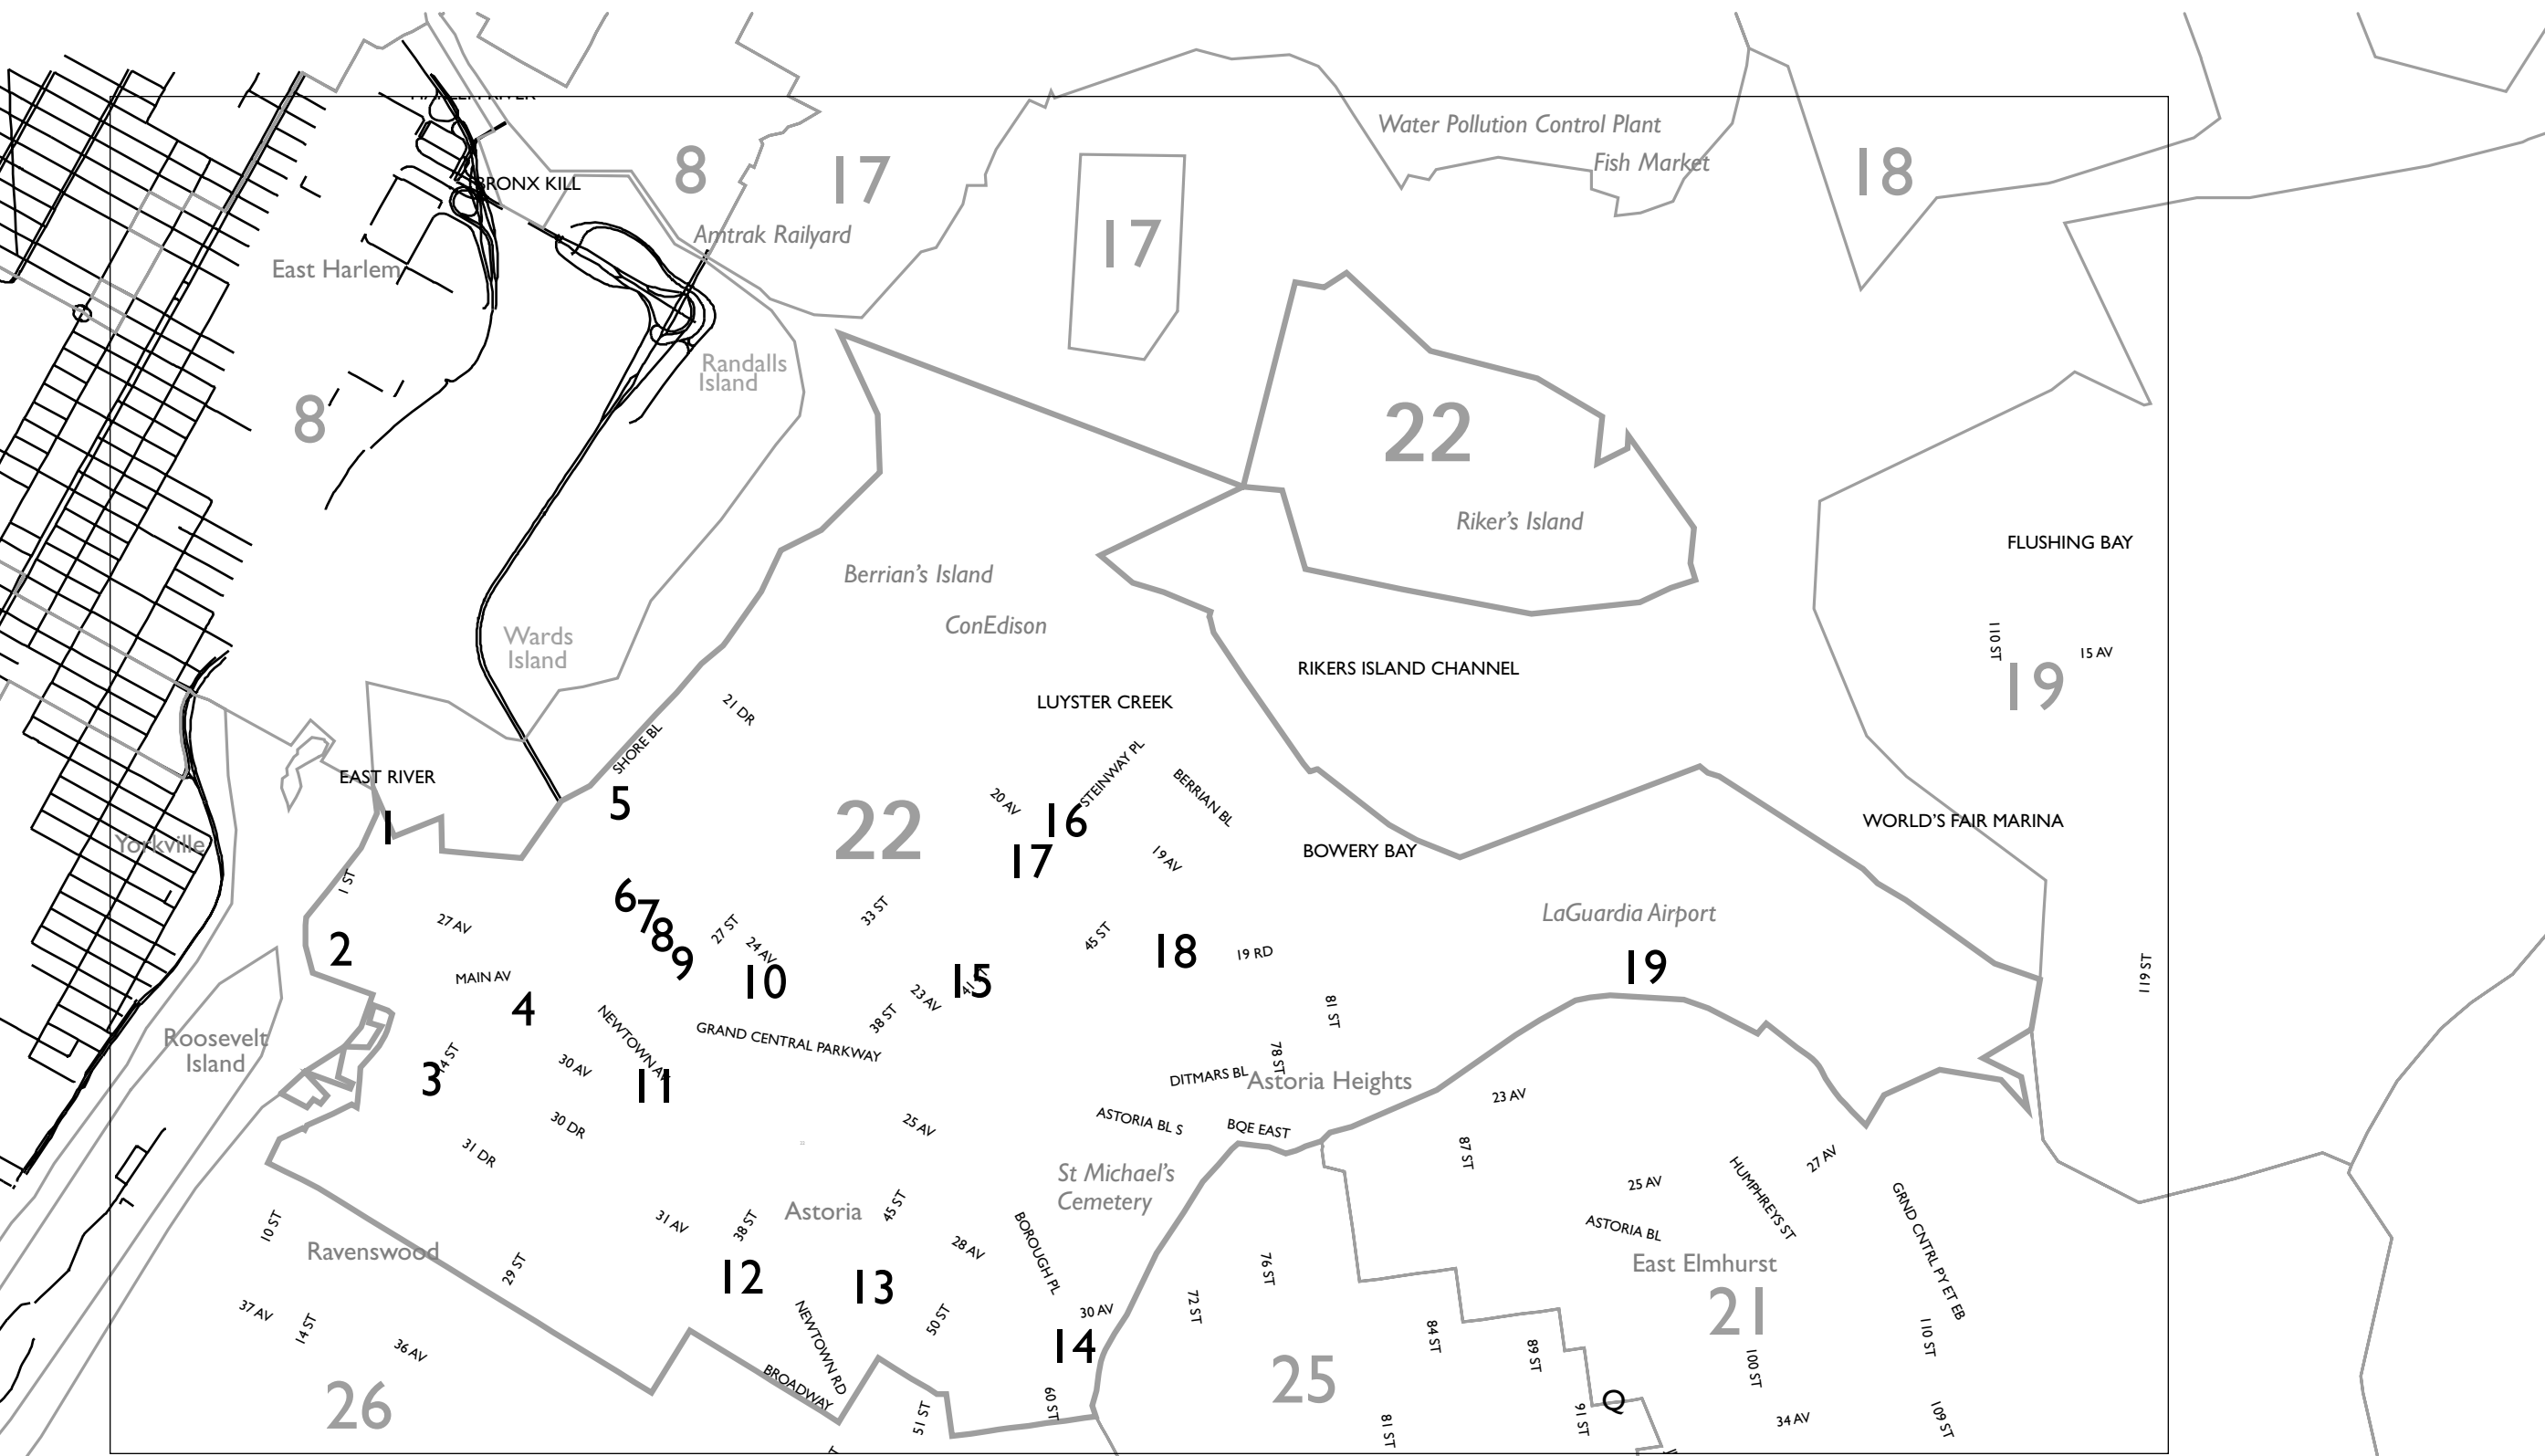 Water Pollution Control Plant
Fish Market
8
17
18
BRONX KILL
Amtrak Railyard
17
East Harlem
Randalls
Island
8
22
Riker's Island
FLUSHING BAY
Berrian's Island
ConEdison
110 ST
15 AV
Wards
Island
RIKERS ISLAND CHANNEL
19
LUYSTER CREEK
21 DR
SHORE BL
EAST RIVER
STEINWAY PL
BERRIAN BL
5
20 AV
16
22
WORLD'S FAIR MARINA
1
Yorkville
17
19 AV
BOWERY BAY
1 ST
6
7
8
9
33 ST
LaGuardia Airport
27 AV
27 ST
24 AV
45 ST
2
18
19 RD
19
MAIN AV
10
15
119 ST
4
23 AV
38 ST
81 ST
NEWTOWN AV
GRAND CENTRAL PARKWAY
Roosevelt
Island
14 ST
3
30 AV
11
78 ST
DITMARS BL
Astoria Heights
23 AV
30 DR
25 AV
ASTORIA BL S
BQE EAST
31 DR
87 ST
27 AV
St Michael's
Cemetery
25 AV
HUMPHREYS ST
GRND CNTRL PY ET EB
Astoria
45 ST
10 ST
31 AV
38 ST
ASTORIA BL
Ravenswood
28 AV
BOROUGH PL
East Elmhurst
29 ST
12
13
76 ST
72 ST
37 AV
14 ST
30 AV
21
50 ST
NEWTOWN RD
14
84 ST
110 ST
36 AV
89 ST
100 ST
BROADWAY
25
26
60 ST
Q
51 ST
81 ST
91 ST
34 AV
109 ST